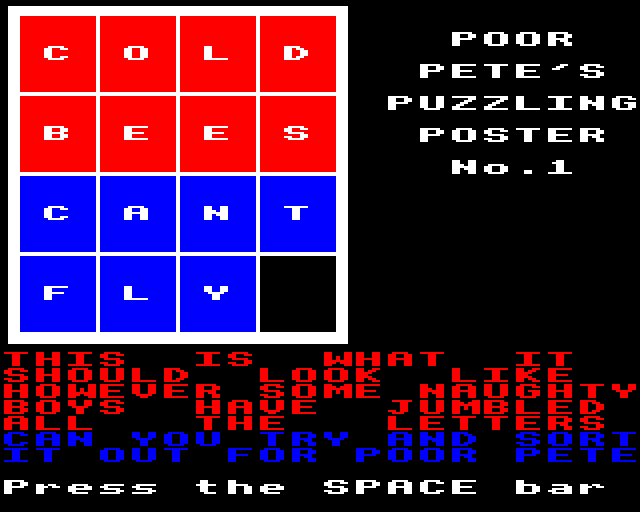 C O L D
B E E S
C A N T
F L Y
POOR
PETE'S
PUZZLING
POSTER
No.1
THIS IS WHAT IT
SHOULD LOOK LIKE
HOWEVER SOME NAUGHTY
BOYS HAVE JUMBLED
ALL THE LETTERS
CAN YOU TRY AND SORT
IT OUT FOR POOR PETE
Press the SPACE bar